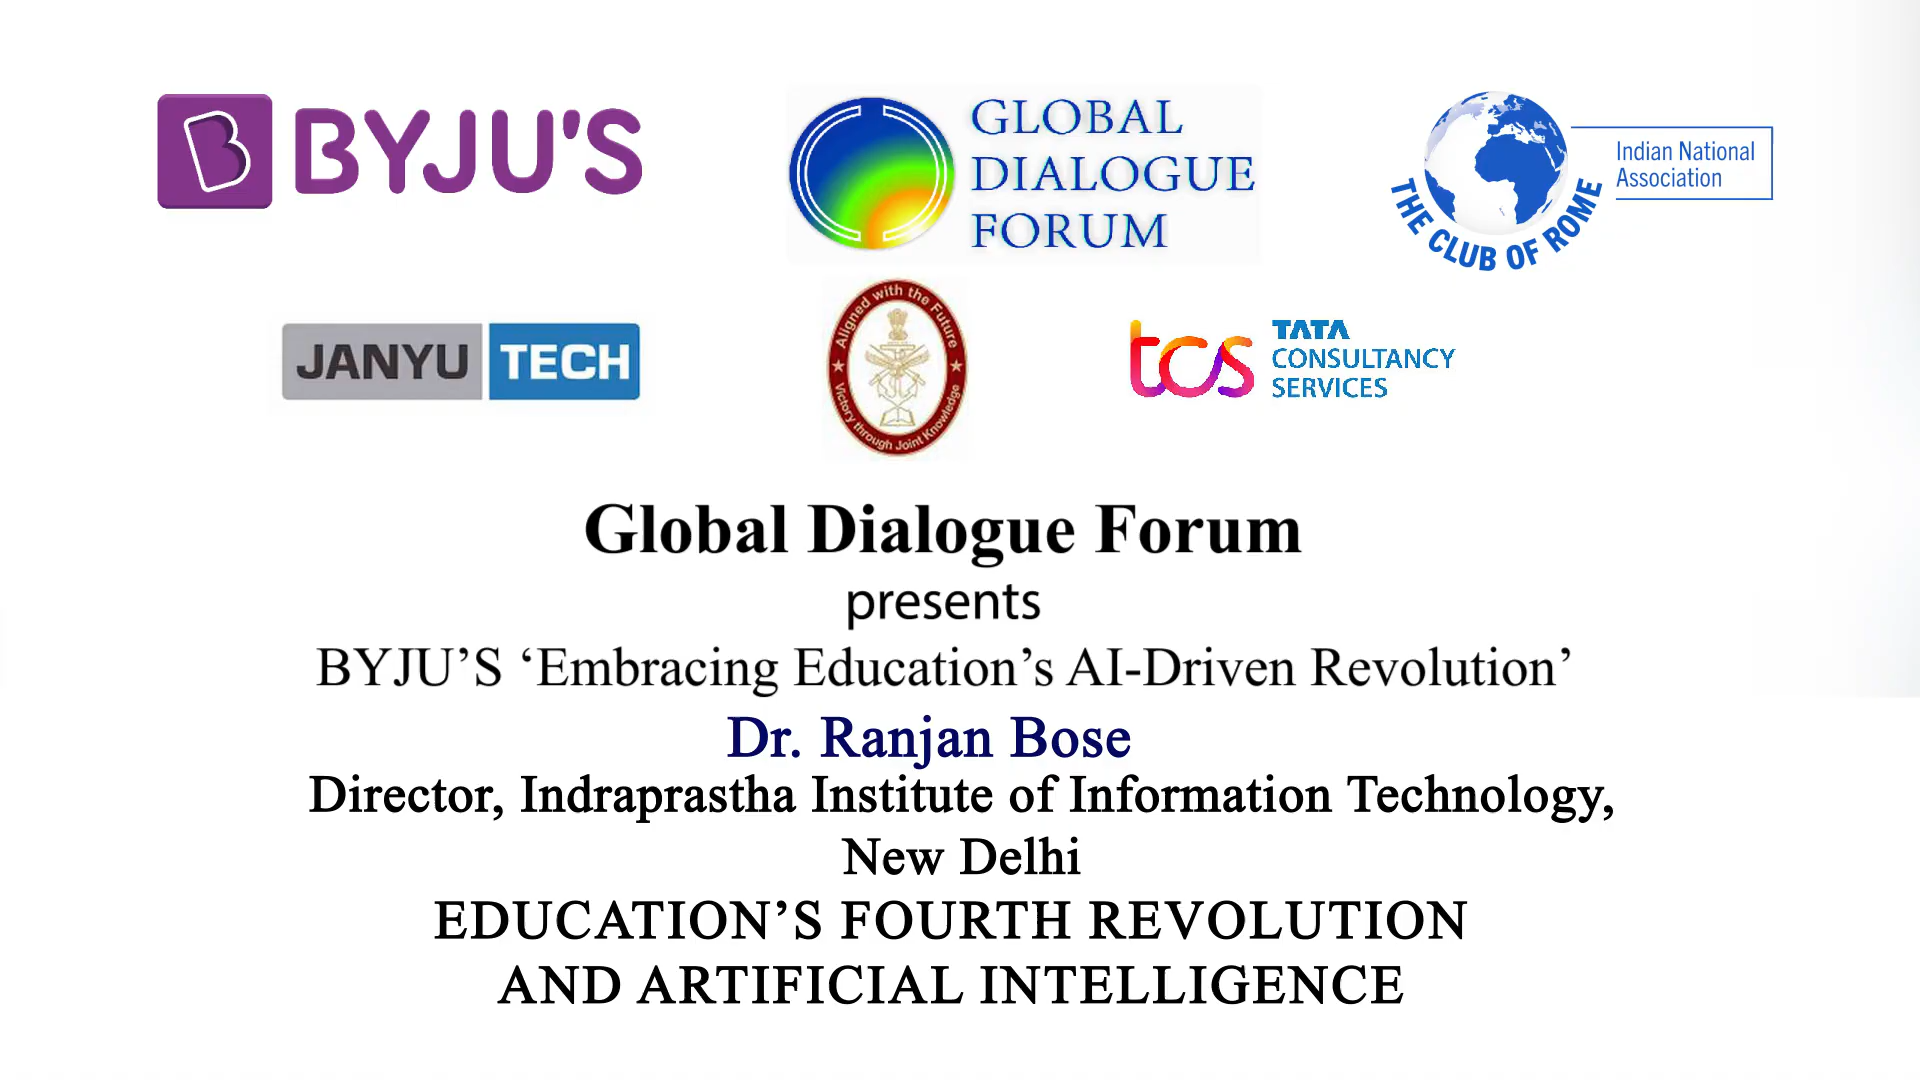 BYJU'S
GLOBAL
DIALOGUE
FORUM
Indian National
Association
THE CLUB OF ROME
JANYU TECH
Aligned with the Future
Victory through Joint Knowledge
tcs
TATA
CONSULTANCY
SERVICES
Global Dialogue Forum
presents
BYJU’S ‘Embracing Education’s AI-Driven Revolution’
Dr. Ranjan Bose
Director, Indraprastha Institute of Information Technology,
New Delhi
EDUCATION’S FOURTH REVOLUTION
AND ARTIFICIAL INTELLIGENCE